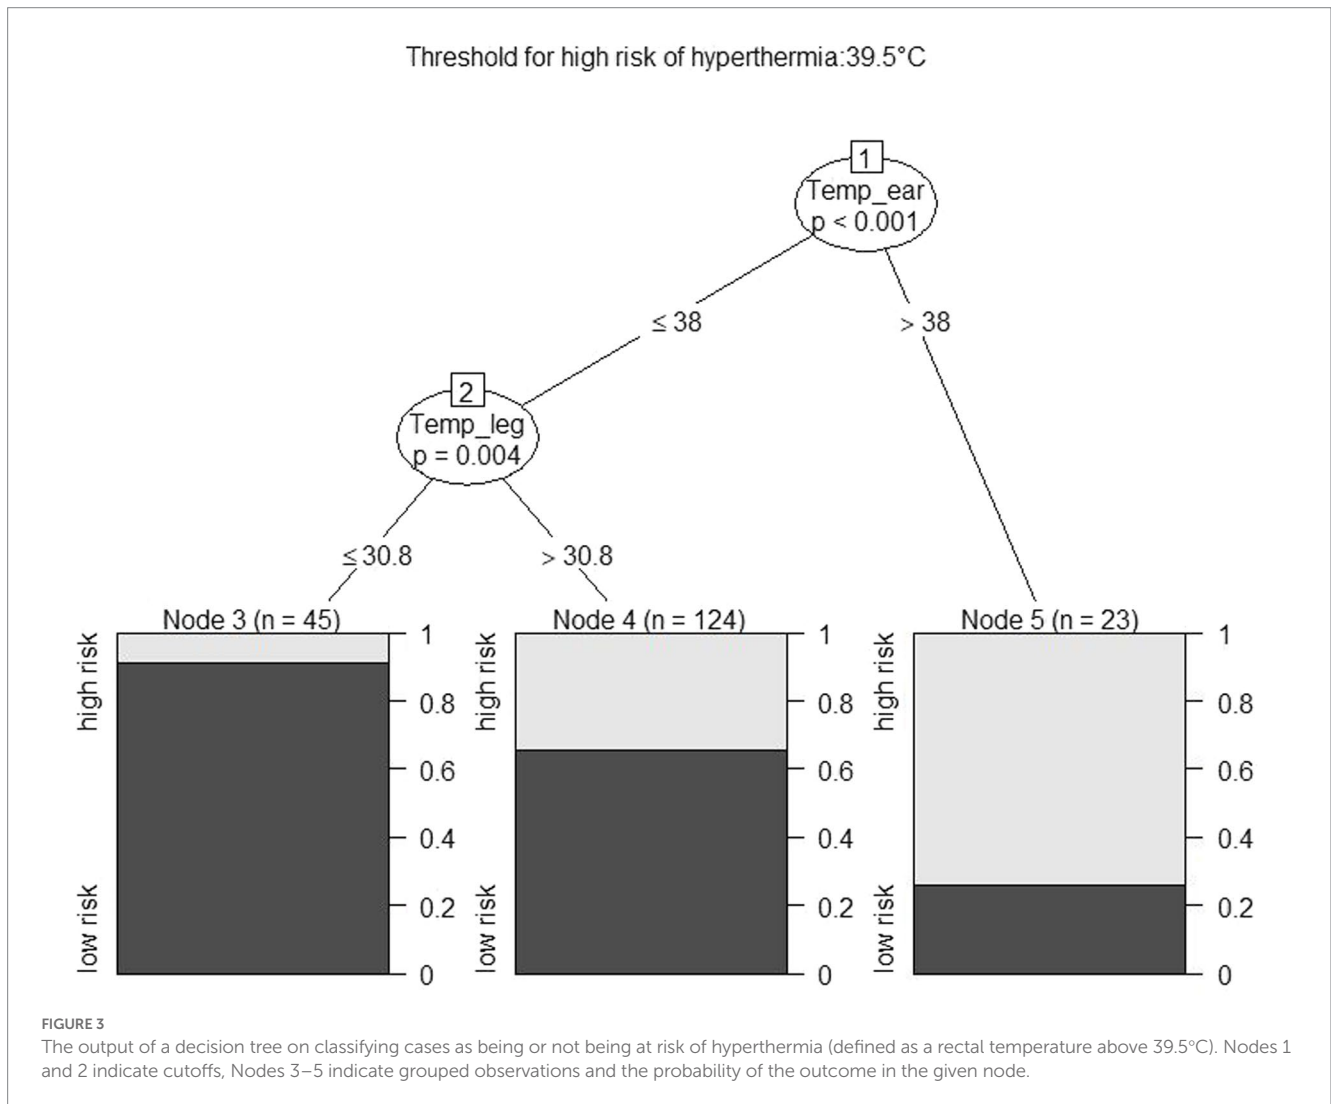 Threshold for high risk of hyperthermia:39.5°C
1
Temp_ear
p < 0.001
≤ 38
> 38
2
Temp_leg
p = 0.004
≤ 30.8
> 30.8
Node 3 (n = 45)
high risk
low risk
1
0.8
0.6
0.4
0.2
0
Node 4 (n = 124)
high risk
low risk
1
0.8
0.6
0.4
0.2
0
Node 5 (n = 23)
high risk
low risk
1
0.8
0.6
0.4
0.2
0
FIGURE 3
The output of a decision tree on classifying cases as being or not being at risk of hyperthermia (defined as a rectal temperature above 39.5°C). Nodes 1
and 2 indicate cutoffs, Nodes 3–5 indicate grouped observations and the probability of the outcome in the given node.